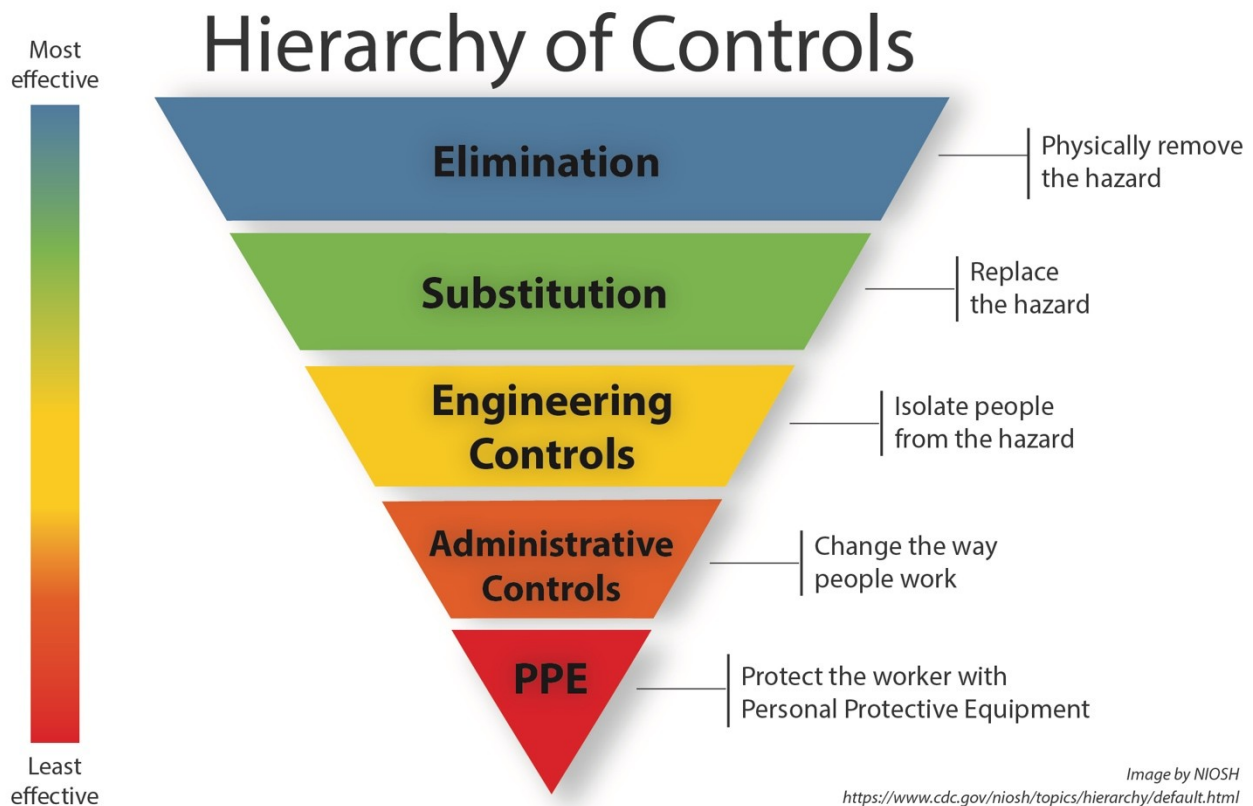 Hierarchy of Controls
Most
effective
Elimination
Physically remove
the hazard
Substitution
Replace
the hazard
Engineering
Controls
Isolate people
from the hazard
Administrative
Controls
Change the way
people work
PPE
Protect the worker with
Personal Protective Equipment
Least
effective
Image by NIOSH
https://www.cdc.gov/niosh/topics/hierarchy/default.html